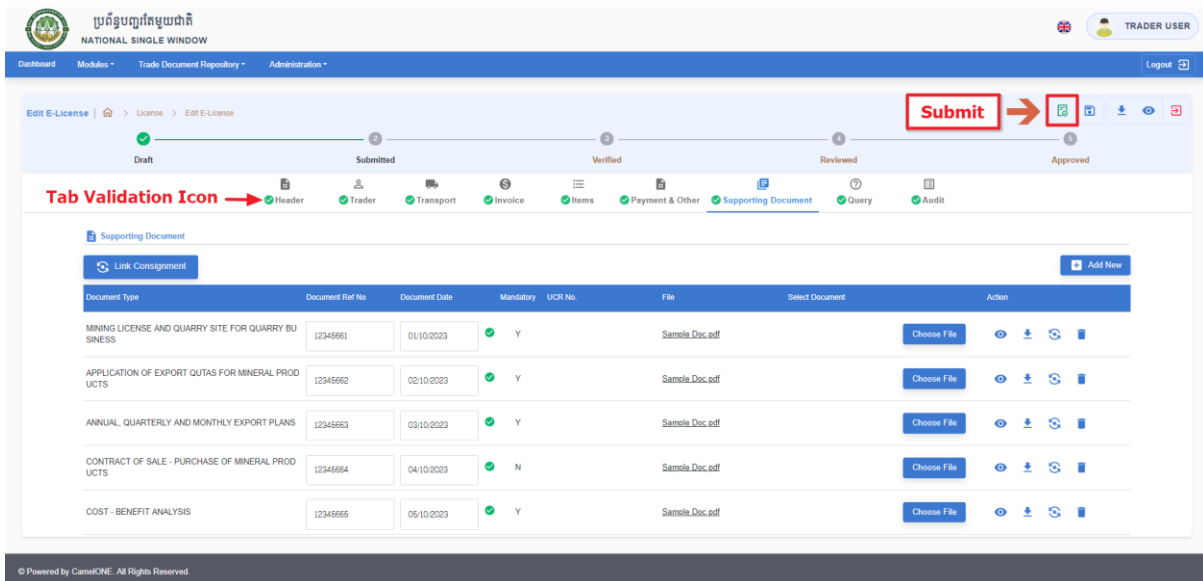 ប្រព័ន្ធបញ្ជរតែមួយជាតិ
NATIONAL SINGLE WINDOW
TRADER USER
Dashboard Modules Trade Document Repository Administration Logout
Edit E-License | > License > Edit E-License
Submit
2 3 4 5
Draft Submitted Verified Reviewed Approved
Tab Validation Icon
Header Trader Transport Invoice Items Payment & Other Supporting Document Query Audit
Supporting Document
Link Consignment Add New
Document Type Document Ref No Document Date Mandatory UCR No. File Select Document Action
MINING LICENSE AND QUARRY SITE FOR QUARRY BU
SINESS
12345661 01/10/2023 Y Sample Doc.pdf Choose File
APPLICATION OF EXPORT QUTAS FOR MINERAL PROD
UCTS
12345662 02/10/2023 Y Sample Doc.pdf Choose File
ANNUAL, QUARTERLY AND MONTHLY EXPORT PLANS 12345663 03/10/2023 Y Sample Doc.pdf Choose File
CONTRACT OF SALE - PURCHASE OF MINERAL PROD
UCTS
12345664 04/10/2023 N Sample Doc.pdf Choose File
COST - BENEFIT ANALYSIS 12345665 05/10/2023 Y Sample Doc.pdf Choose File
© Powered by CamelONE. All Rights Reserved.